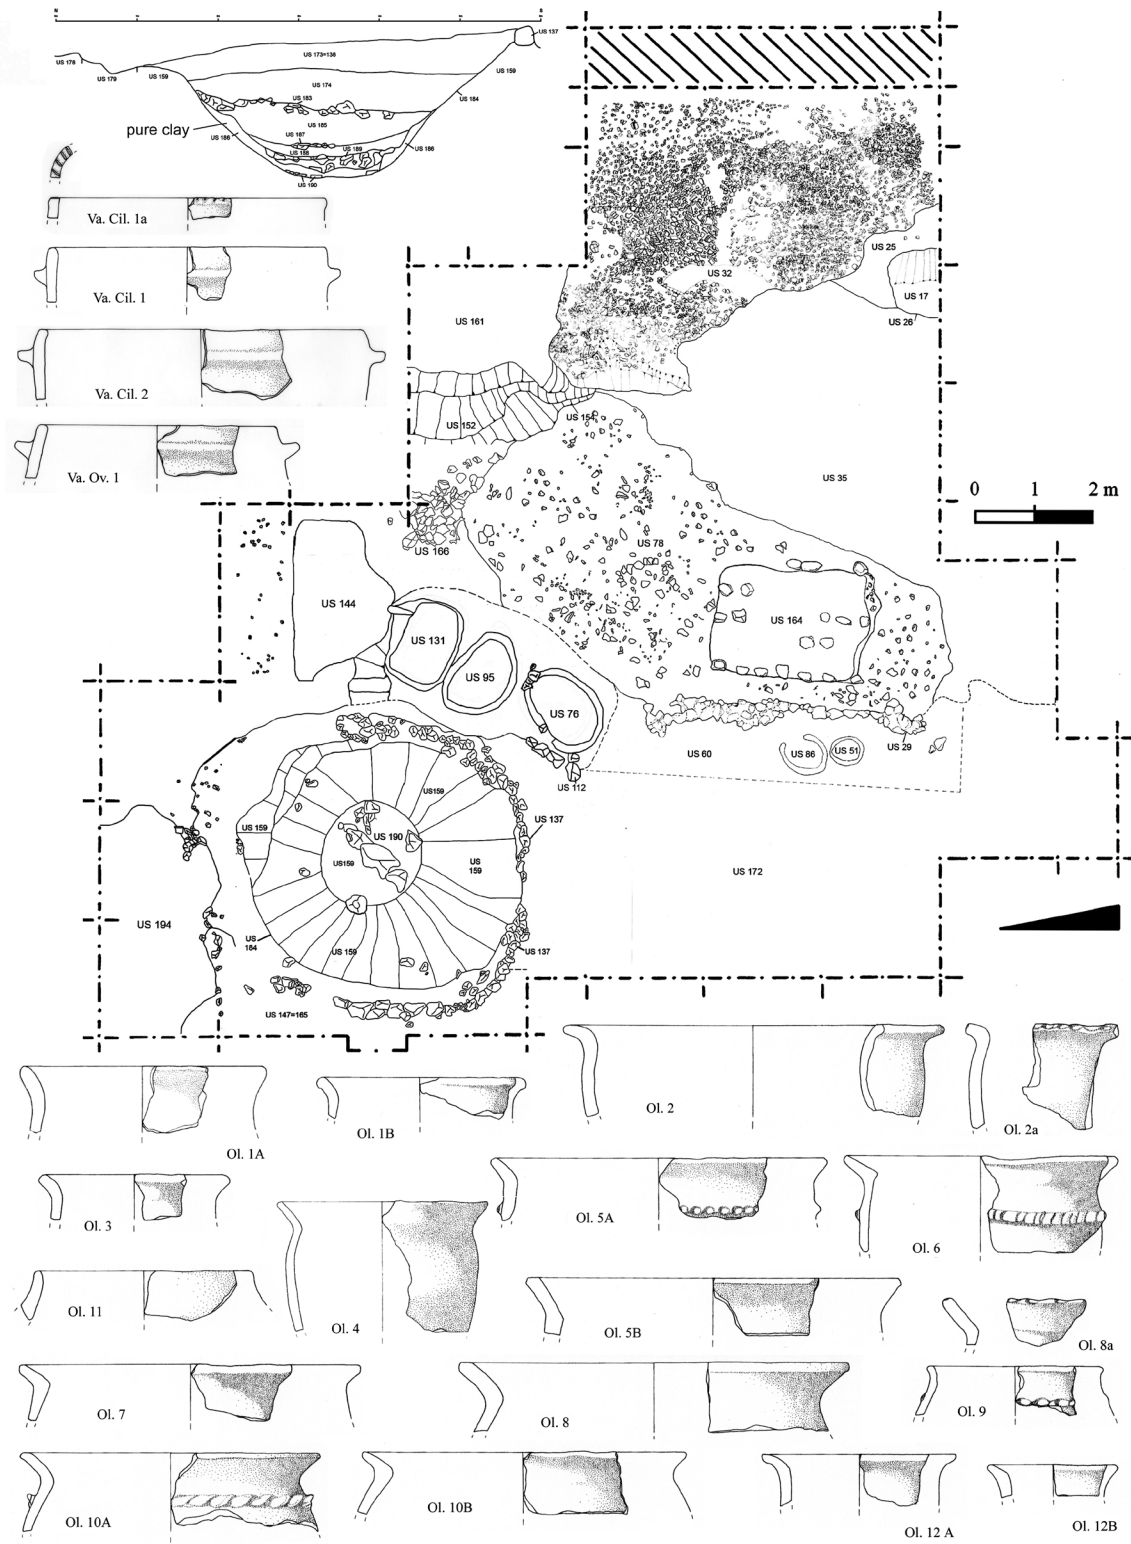 N S
US 137
US 173=138
US 178
US 179
US 159
US 159
US 174
US 183
US 184
pure clay
US 185
US 186
US 187
US 188
US 189
US 186
US 190
Va. Cil. 1a
Va. Cil. 1
Va. Cil. 2
Va. Ov. 1
US 25
US 32
US 17
US 26
US 161
US 154
US 152
US 35
0 1 2 m
US 166
US 78
US 144
US 164
US 131
US 95
US 76
US 60
US 86
US 51
US 29
US 112
US159
US 137
US 159
US 190
US159
US 159
US 172
US 194
US 184
US 159
US 137
US 147=165
Ol. 1A
Ol. 1B
Ol. 2
Ol. 2a
Ol. 3
Ol. 5A
Ol. 6
Ol. 11
Ol. 4
Ol. 5B
Ol. 8a
Ol. 7
Ol. 8
Ol. 9
Ol. 10A
Ol. 10B
Ol. 12 A
Ol. 12B